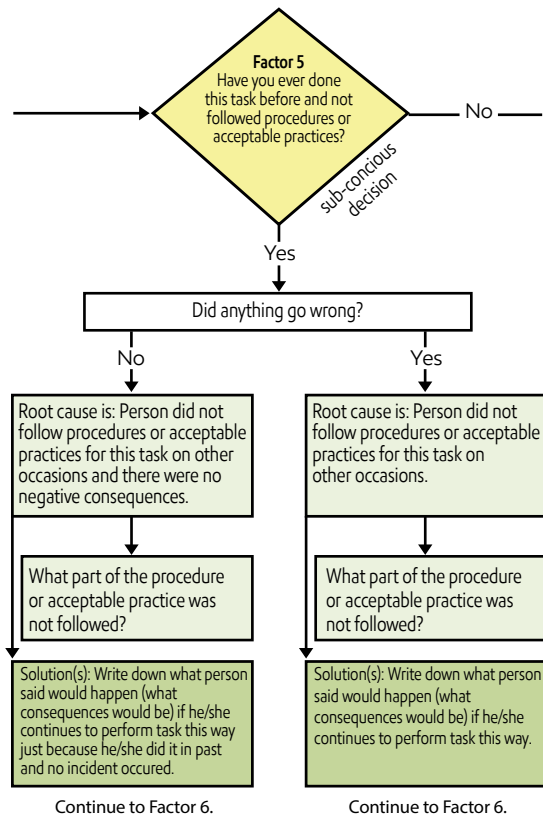 Factor 5
Have you ever done
this task before and not
followed procedures or
acceptable practices?
No
sub-concious
decision
Yes
Did anything go wrong?
No
Yes
Root cause is: Person did not
follow procedures or acceptable
practices for this task on other
occasions and there were no
negative consequences.
Root cause is: Person did not
follow procedures or acceptable
practices for this task on
other occasions.
What part of the procedure
or acceptable practice was
not followed?
What part of the procedure
or acceptable practice was
not followed?
Solution(s): Write down what person
said would happen (what
consequences would be) if he/she
continues to perform task this way
just because he/she did it in past
and no incident occured.
Solution(s): Write down what person
said would happen (what
consequences would be) if he/she
continues to perform task this way.
Continue to Factor 6.
Continue to Factor 6.